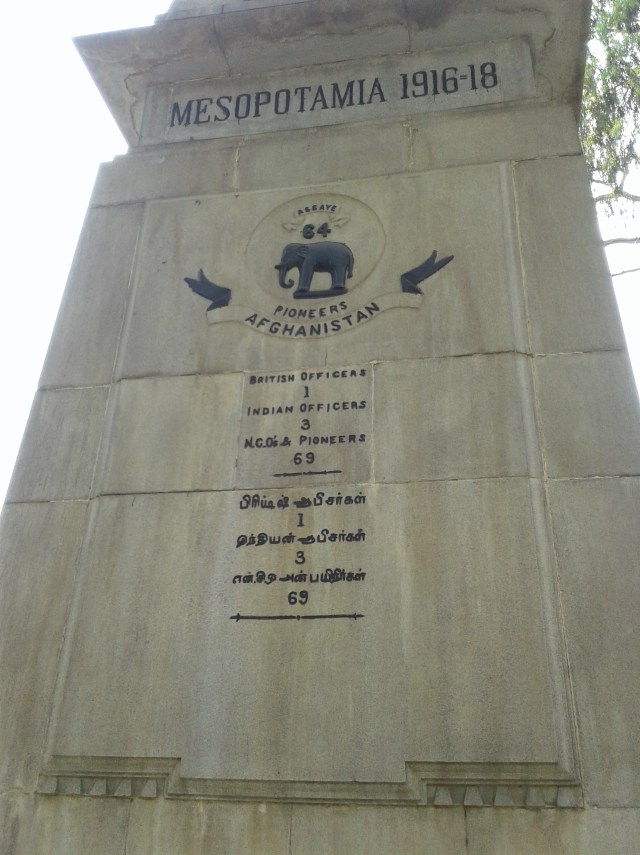 MESOPOTAMIA 1916-18
ASSAYE
64
PIONEERS
AFGHANISTAN
BRITISH OFFICERS
1
INDIAN OFFICERS
3
N.C.O's. & PIONEERS
69
பிரிடிஷ் ஆபீசர்கள்
1
இந்தியன் ஆபீசர்கள்
3
அன்
69